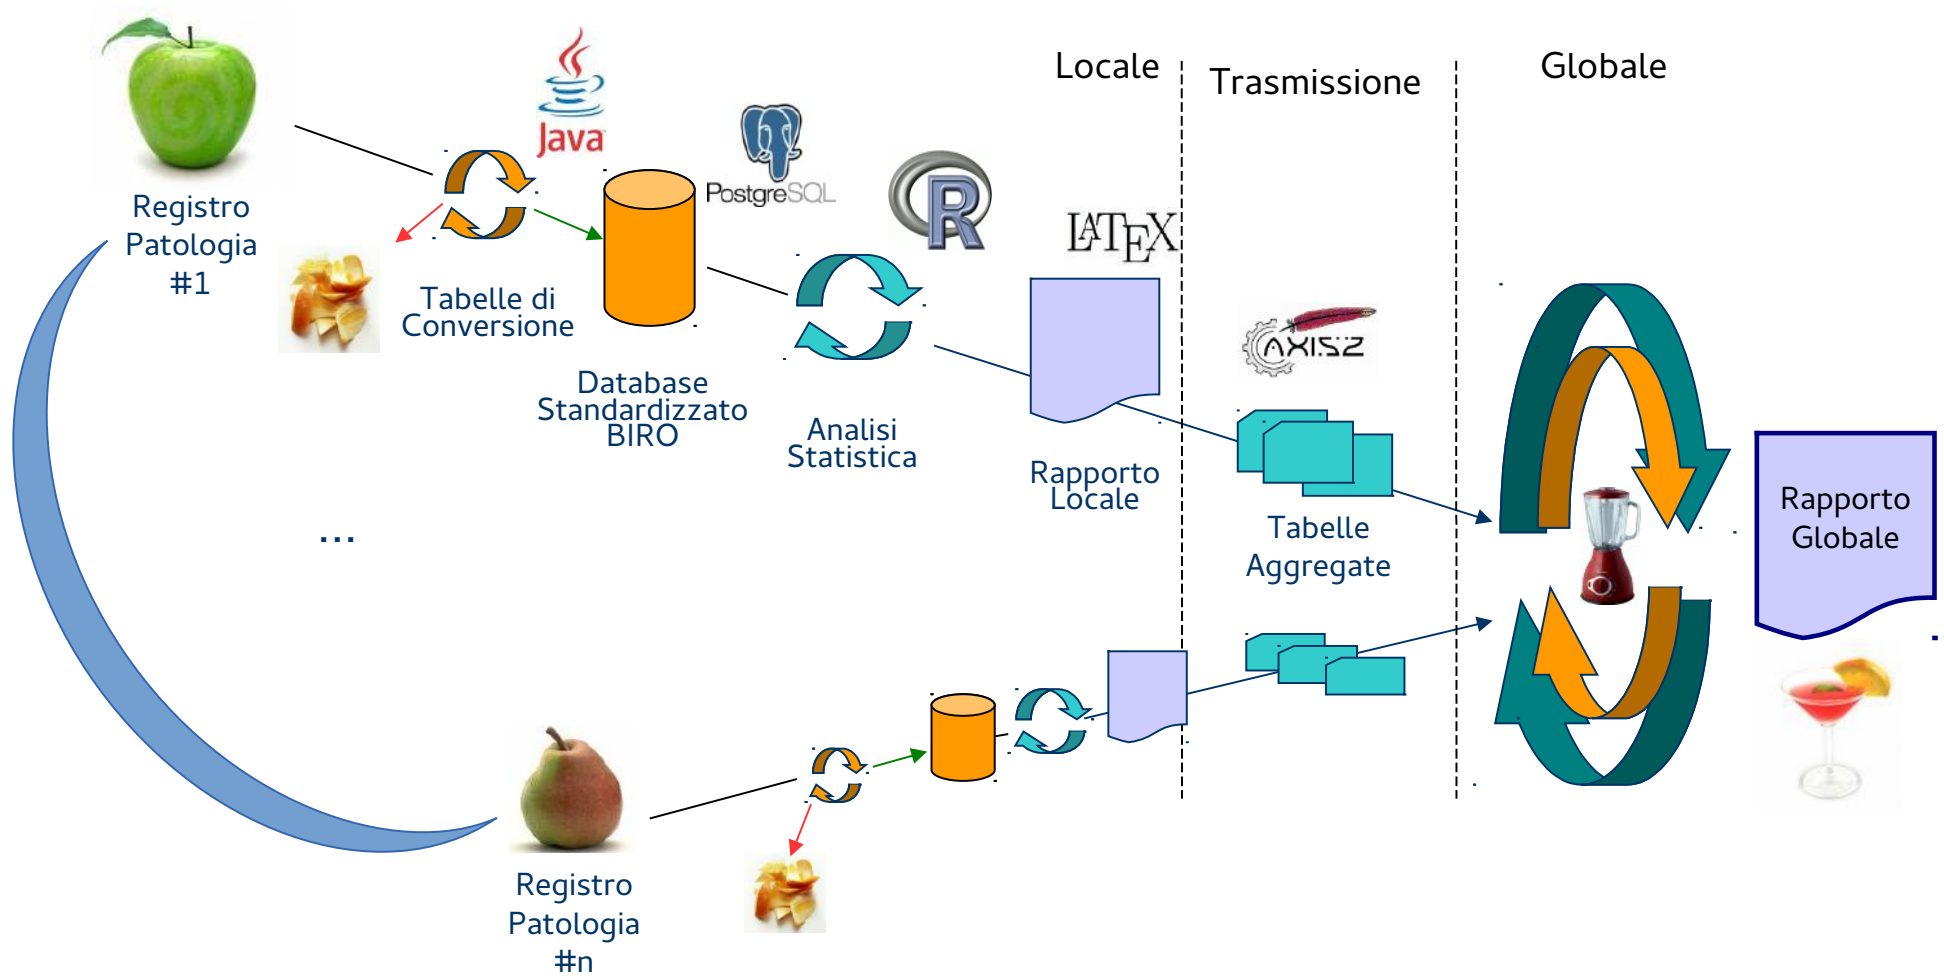 Locale
Trasmissione
Globale
Java
PostgreSQL
R
LATEX
Registro
Patologia
#1
Tabelle di
Conversione
AXIS2
Database
Standardizzato
BIRO
Analisi
Statistica
Rapporto
Locale
Tabelle
Aggregate
Rapporto
Globale
...
Registro
Patologia
#n